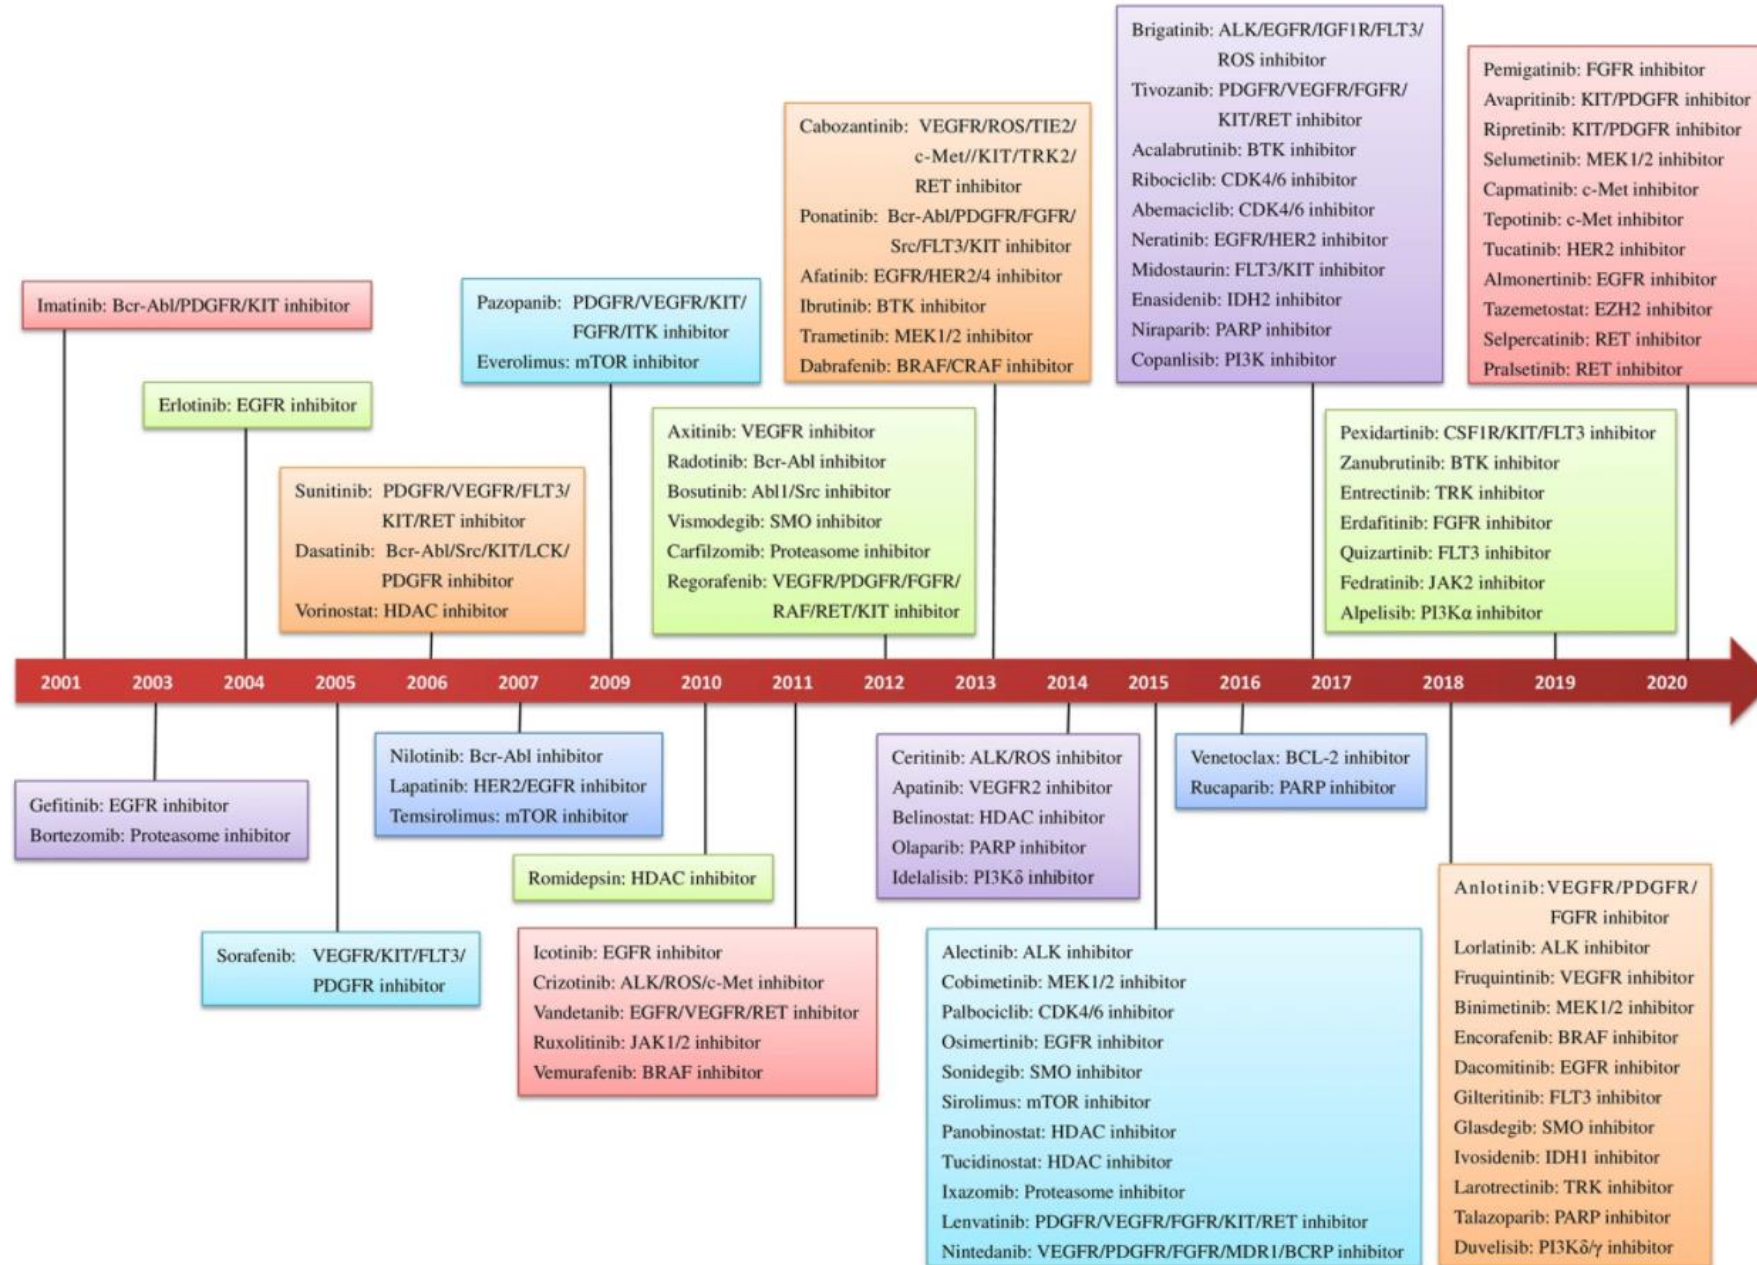 Imatinib: Bcr-Abl/PDGFR/KIT inhibitor
Erlotinib: EGFR inhibitor
Sunitinib: PDGFR/VEGFR/FLT3/
KIT/RET inhibitor
Dasatinib: Bcr-Abl/Src/KIT/LCK/
PDGFR inhibitor
Vorinostat: HDAC inhibitor
Pazopanib: PDGFR/VEGFR/KIT/
FGFR/ITK inhibitor
Everolimus: mTOR inhibitor
Axitinib: VEGFR inhibitor
Radotinib: Bcr-Abl inhibitor
Bosutinib: Abl1/Src inhibitor
Vismodegib: SMO inhibitor
Carfilzomib: Proteasome inhibitor
Regorafenib: VEGFR/PDGFR/FGFR/
RAF/RET/KIT inhibitor
Cabozantinib: VEGFR/ROS/TIE2/
c-Met//KIT/TRK2/
RET inhibitor
Ponatinib: Bcr-Abl/PDGFR/FGFR/
Src/FLT3/KIT inhibitor
Afatinib: EGFR/HER2/4 inhibitor
Ibrutinib: BTK inhibitor
Trametinib: MEK1/2 inhibitor
Dabrafenib: BRAF/CRAF inhibitor
Brigatinib: ALK/EGFR/IGF1R/FLT3/
ROS inhibitor
Tivozanib: PDGFR/VEGFR/FGFR/
KIT/RET inhibitor
Acalabrutinib: BTK inhibitor
Ribociclib: CDK4/6 inhibitor
Abemaciclib: CDK4/6 inhibitor
Neratinib: EGFR/HER2 inhibitor
Midostaurin: FLT3/KIT inhibitor
Enasidenib: IDH2 inhibitor
Niraparib: PARP inhibitor
Copanlisib: PI3K inhibitor
Pexidartinib: CSF1R/KIT/FLT3 inhibitor
Zanubrutinib: BTK inhibitor
Entrectinib: TRK inhibitor
Erdafitinib: FGFR inhibitor
Quizartinib: FLT3 inhibitor
Fedratinib: JAK2 inhibitor
Alpelisib: PI3Kα inhibitor
Pemigatinib: FGFR inhibitor
Avapritinib: KIT/PDGFR inhibitor
Ripretinib: KIT/PDGFR inhibitor
Selumetinib: MEK1/2 inhibitor
Capmatinib: c-Met inhibitor
Tepotinib: c-Met inhibitor
Tucatinib: HER2 inhibitor
Almonertinib: EGFR inhibitor
Tazemetostat: EZH2 inhibitor
Selpercatinib: RET inhibitor
Pralsetinib: RET inhibitor
2001 2003 2004 2005 2006 2007 2009 2010 2011 2012 2013 2014 2015 2016 2017 2018 2019 2020
Gefitinib: EGFR inhibitor
Bortezomib: Proteasome inhibitor
Sorafenib: VEGFR/KIT/FLT3/
PDGFR inhibitor
Nilotinib: Bcr-Abl inhibitor
Lapatinib: HER2/EGFR inhibitor
Temsirolimus: mTOR inhibitor
Romidepsin: HDAC inhibitor
Icotinib: EGFR inhibitor
Crizotinib: ALK/ROS/c-Met inhibitor
Vandetanib: EGFR/VEGFR/RET inhibitor
Ruxolitinib: JAK1/2 inhibitor
Vemurafenib: BRAF inhibitor
Ceritinib: ALK/ROS inhibitor
Apatinib: VEGFR2 inhibitor
Belinostat: HDAC inhibitor
Olaparib: PARP inhibitor
Idelalisib: PI3Kδ inhibitor
Alectinib: ALK inhibitor
Cobimetinib: MEK1/2 inhibitor
Palbociclib: CDK4/6 inhibitor
Osimertinib: EGFR inhibitor
Sonidegib: SMO inhibitor
Sirolimus: mTOR inhibitor
Panobinostat: HDAC inhibitor
Tucidinostat: HDAC inhibitor
Ixazomib: Proteasome inhibitor
Lenvatinib: PDGFR/VEGFR/FGFR/KIT/RET inhibitor
Nintedanib: VEGFR/PDGFR/FGFR/MDR1/BCRP inhibitor
Venetoclax: BCL-2 inhibitor
Rucaparib: PARP inhibitor
Anlotinib:VEGFR/PDGFR/
FGFR inhibitor
Lorlatinib: ALK inhibitor
Fruquintinib: VEGFR inhibitor
Binimetinib: MEK1/2 inhibitor
Encorafenib: BRAF inhibitor
Dacomitinib: EGFR inhibitor
Gilteritinib: FLT3 inhibitor
Glasdegib: SMO inhibitor
Ivosidenib: IDH1 inhibitor
Larotrectinib: TRK inhibitor
Talazoparib: PARP inhibitor
Duvelisib: PI3Kδ/γ inhibitor